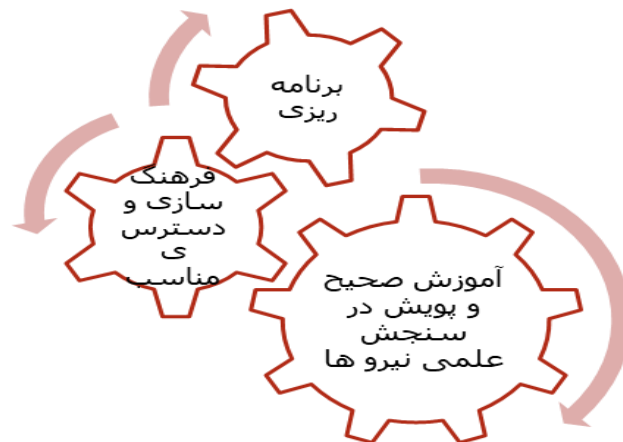 برنامه
ریزی
فرهنگ
سازی و
دسترس
ی
مناسب
آموزش صحیح
و پویش در
سنجش
علمی نیرو ها